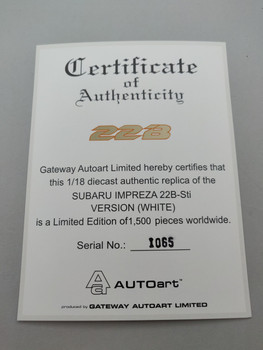 Certificate
of
Authenticity
22B
Gateway Autoart Limited hereby certifies that
this 1/18 diecast authentic replica of the
SUBARU IMPREZA 22B-Sti
VERSION (WHITE)
is a Limited Edition of1,500 pieces worldwide.
Serial No.: 1065
AUTOart
produced by GATEWAY AUTOART LIMITED